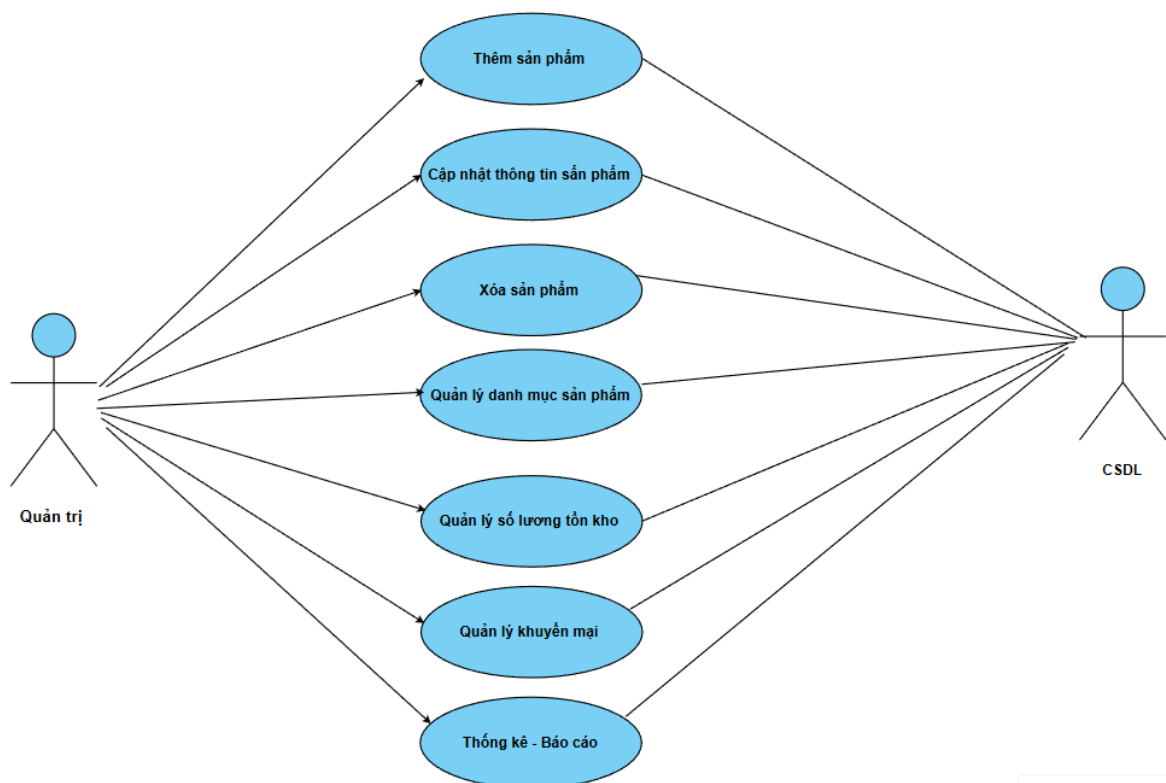 Thêm sản phẩm
Cập nhật thông tin sẩn phẩm
Xóa sản phẩm
Quản lý danh mục sản phẩm
Quản lý số lương tồn kho
Quản lý khuyến mại
Thống kê - Báo cáo
Quản trị
CSDL